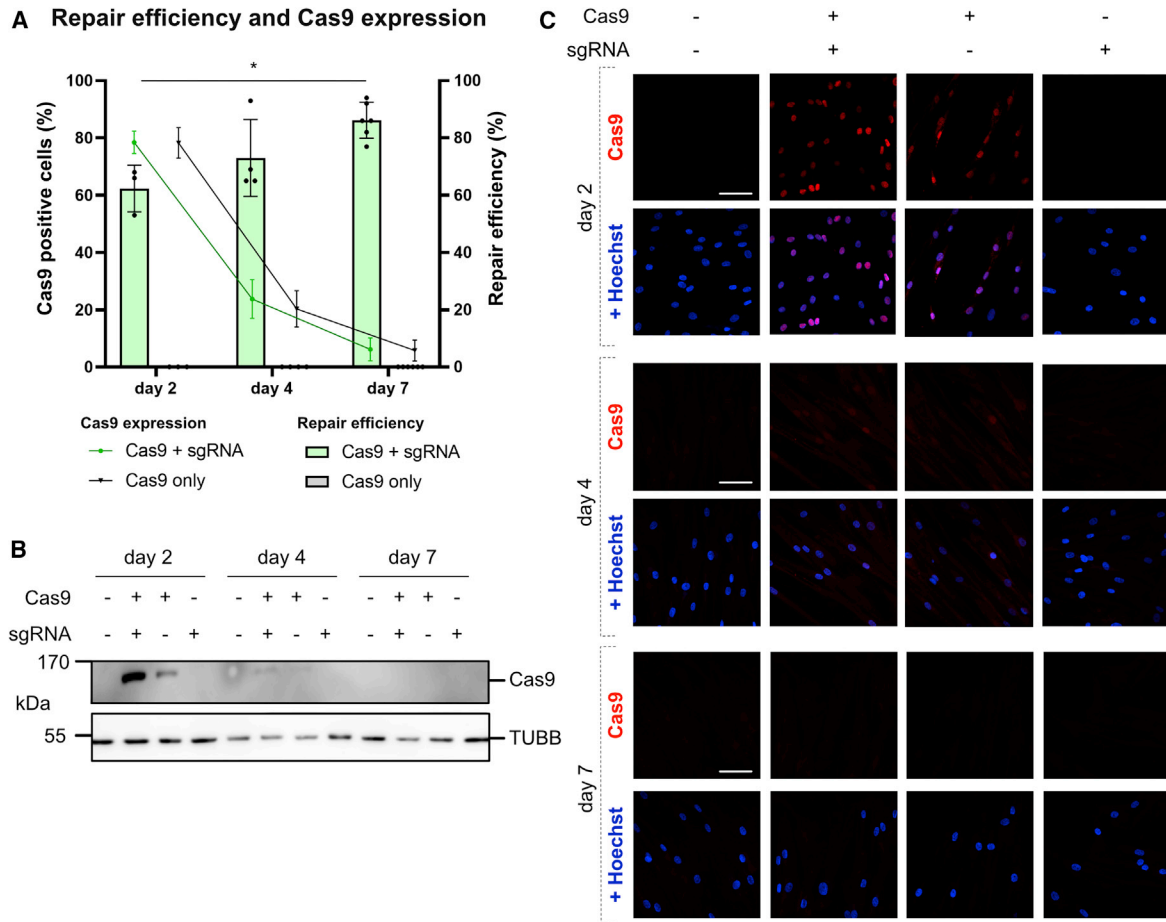 A Repair efficiency and Cas9 expression
*
100 100
80 80
60 60
40 40
20 20
0 0
Cas9 positive cells (%)
Repair efficiency (%)
day 2 day 4 day 7
Cas9 expression Repair efficiency
Cas9 + sgRNA Cas9 + sgRNA
Cas9 only Cas9 only
B
day 2 day 4 day 7
Cas9 - + + - - + + - - + + -
sgRNA - + - + - + - + - + - +
170
Cas9
kDa
55
TUBB
C
Cas9 - + + -
sgRNA - + - +
day 2
Cas9
+ Hoechst
day 4
Cas9
+ Hoechst
day 7
Cas9
+ Hoechst